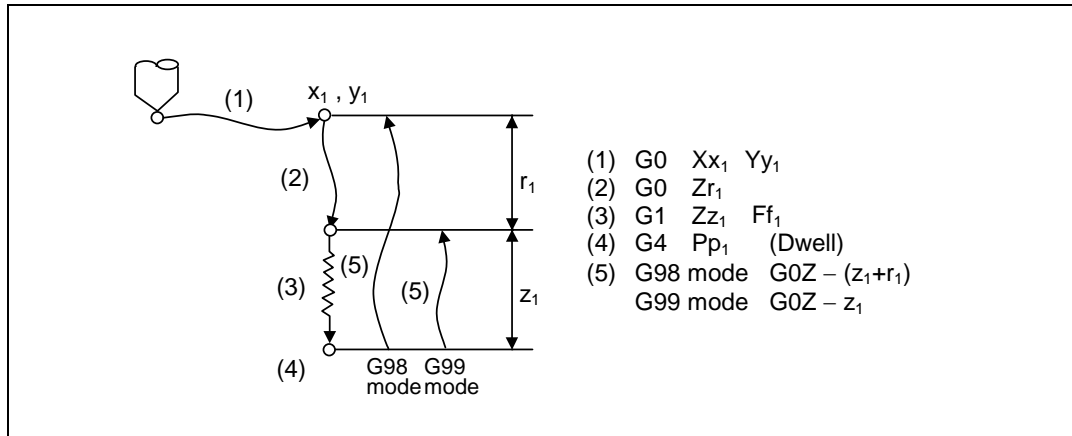 (1)
x₁ , y₁
(2)
r₁
(3)
(5)
(5)
z₁
(4)
G98 mode
G99 mode
(1) G0 Xx₁ Yy₁
(2) G0 Zr₁
(3) G1 Zz₁ Ff₁
(4) G4 Pp₁ (Dwell)
(5) G98 mode G0Z – (z₁+r₁)
G99 mode G0Z – z₁